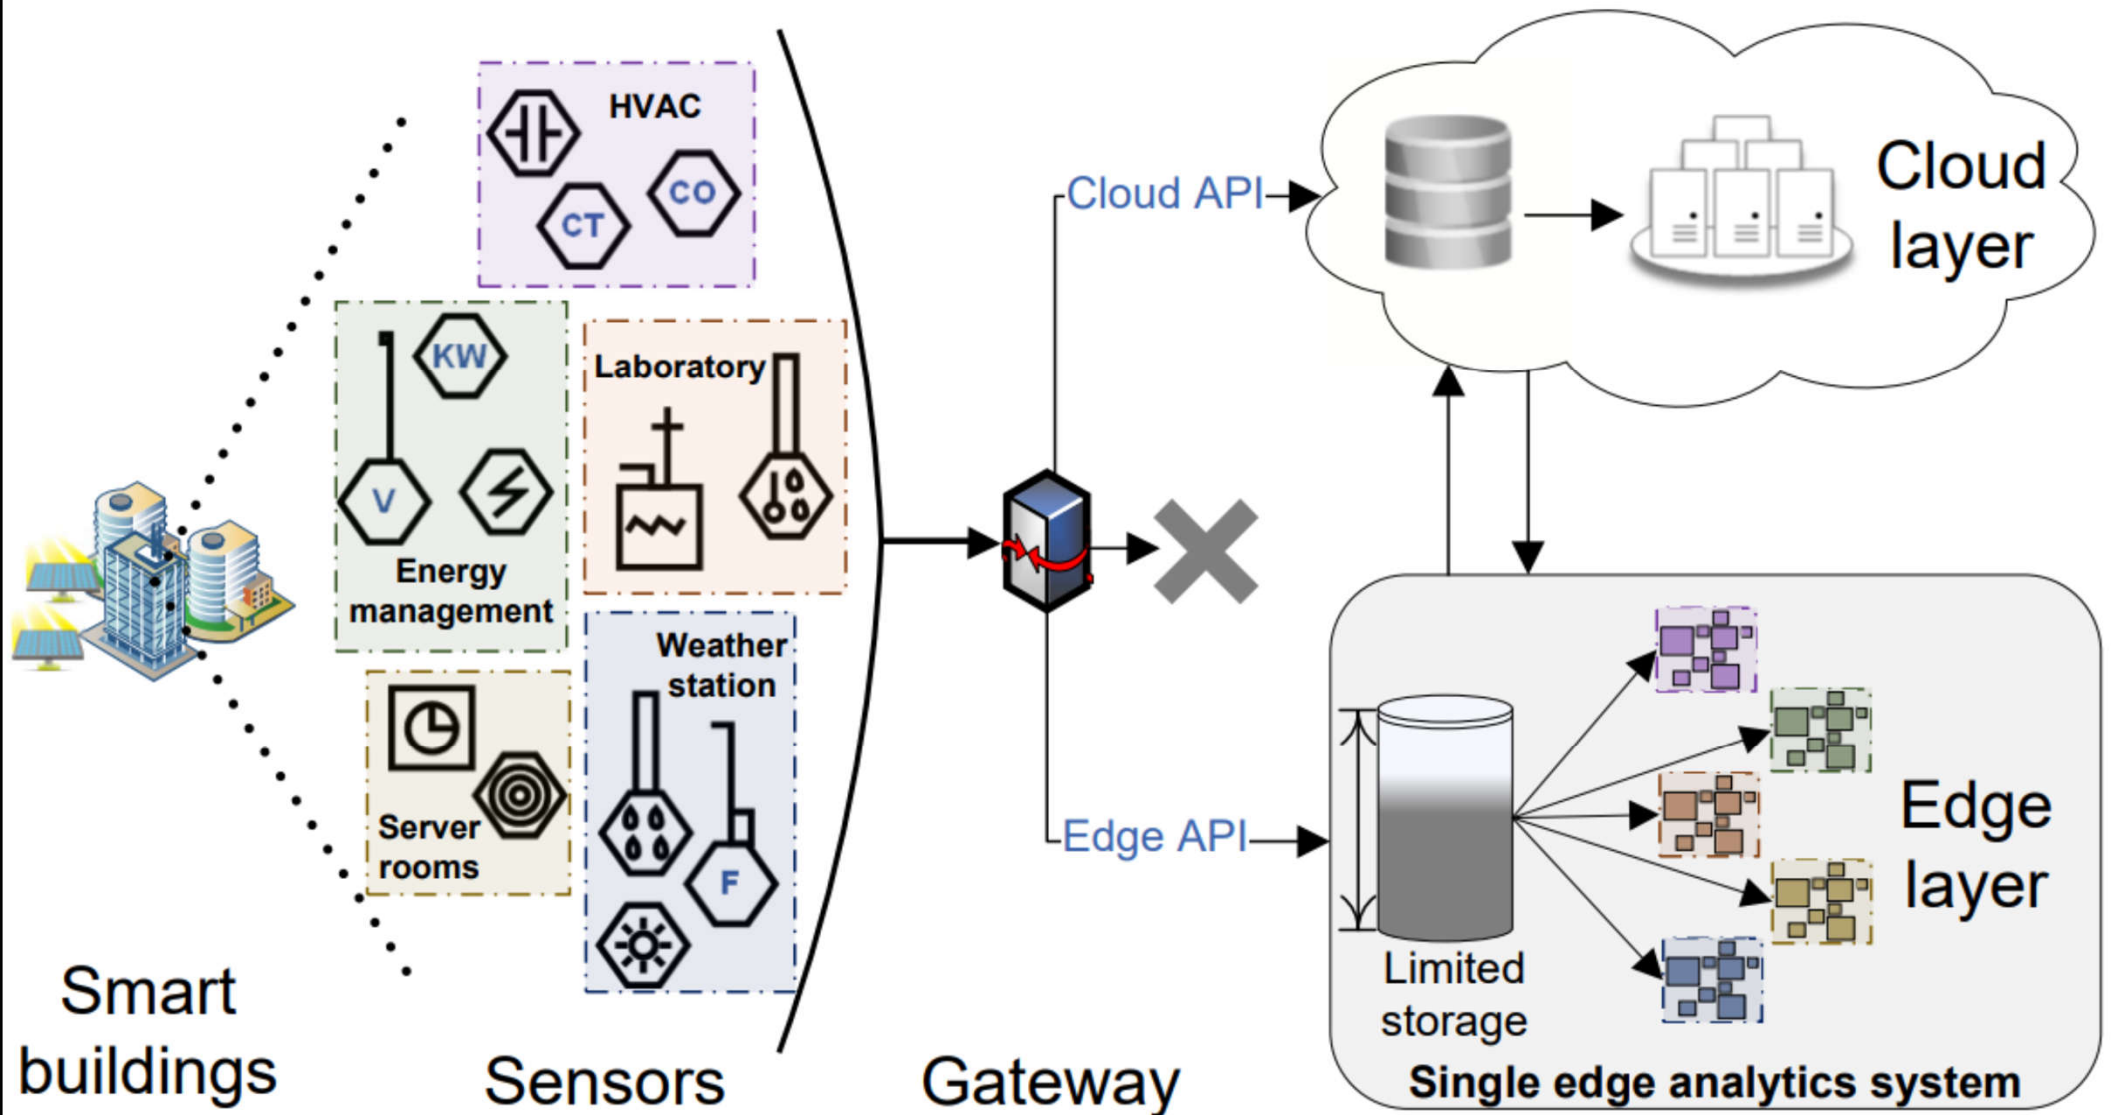 HVAC
CO
CT
KW
V
Energy
management
Laboratory
Server
rooms
Weather
station
F
Smart
buildings
Sensors
Gateway
Cloud API
Edge API
Cloud
layer
Limited
storage
Edge
layer
Single edge analytics system